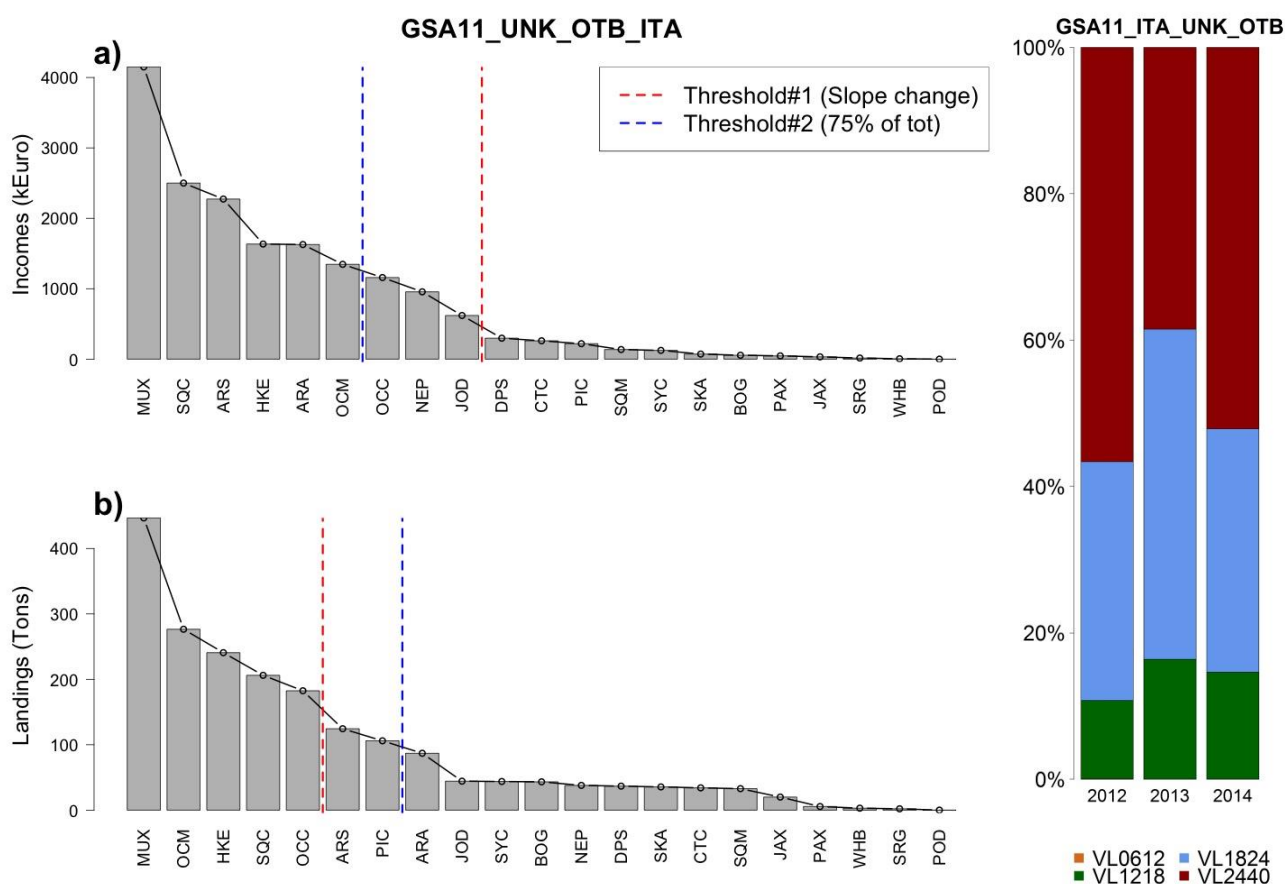 GSA11_UNK_OTB_ITA
a)
Threshold#1 (Slope change)
Threshold#2 (75% of tot)
Incomes (kEuro)
4000
3000
2000
1000
0
MUX SQC ARS HKE ARA OCM OCC NEP JOD DPS CTC PIC SQM SYC SKA BOG PAX JAX SRG WHB POD
b)
Landings (Tons)
400
300
200
100
0
MUX OCM HKE SQC OCC ARS PIC ARA JOD SYC BOG NEP DPS SKA CTC SQM JAX PAX WHB SRG POD
GSA11_ITA_UNK_OTB
100%
80%
60%
40%
20%
0%
2012 2013 2014
VL0612 VL1824
VL1218 VL2440